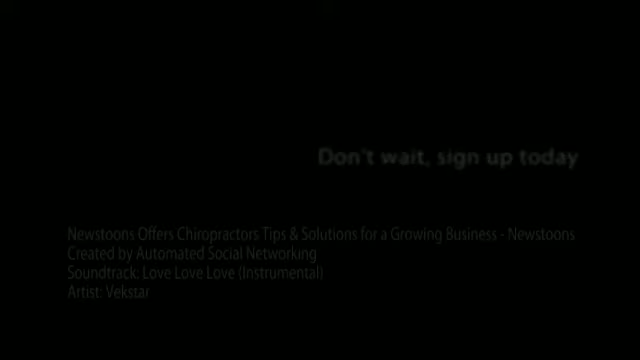 Don't wait, sign up today
Newstoons Offers Chiropractors Tips & Solutions for a Growing Business - Newstoons
Created by Automated Social Networking
Soundtrack: Love Love Love (Instrumental)
Artist: Vekstar